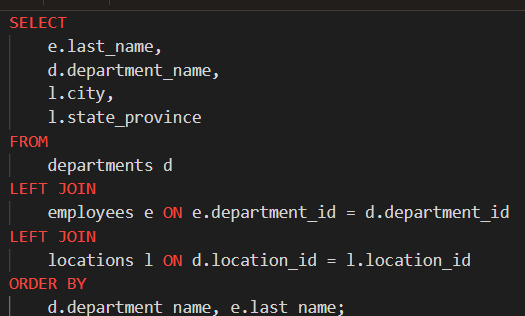 SELECT
e.last_name,
d.department_name,
l.city,
l.state_province
FROM
departments d
LEFT JOIN
employees e ON e.department_id = d.department_id
LEFT JOIN
locations l ON d.location_id = l.location_id
ORDER BY
d.department_name, e.last_name;